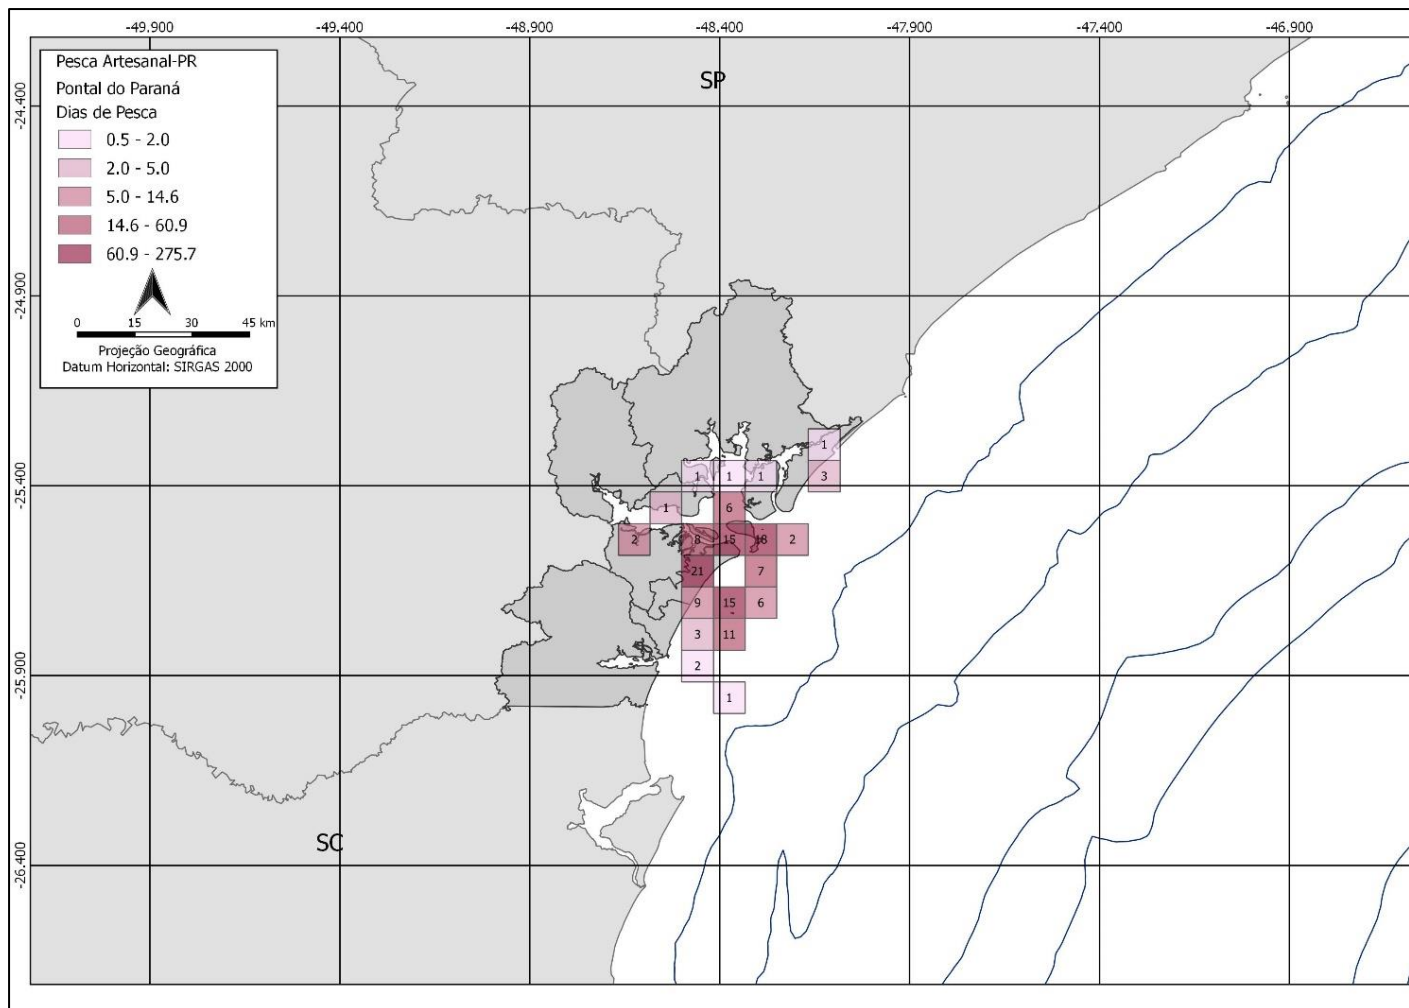 -49.900 -49.400 -48.900 -48.400 -47.900 -47.400 -46.900
Pesca Artesanal-PR
Pontal do Paraná
Dias de Pesca
0.5 - 2.0
2.0 - 5.0
5.0 - 14.6
14.6 - 60.9
60.9 - 275.7
0 15 30 45 km
Projeção Geográfica
Datum Horizontal: SIRGAS 2000
SP
-24.400
-24.900
-25.400
-25.900
-26.400
1
1 1 1 3
1 6
2 8 15 18 2
21 7
9 15 6
3 11
2
1
SC